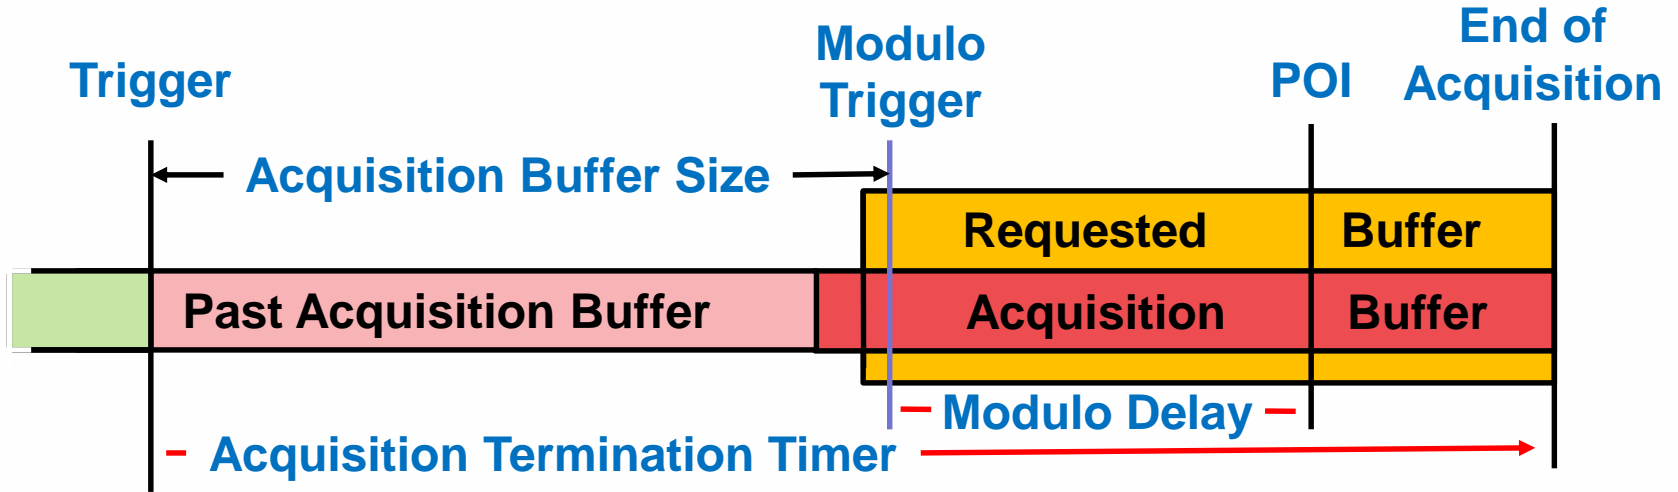 End of
Acquisition
Modulo
Trigger
Trigger
POI
Acquisition Buffer Size
Requested Buffer
Past Acquisition Buffer
Acquisition Buffer
Modulo Delay
Acquisition Termination Timer